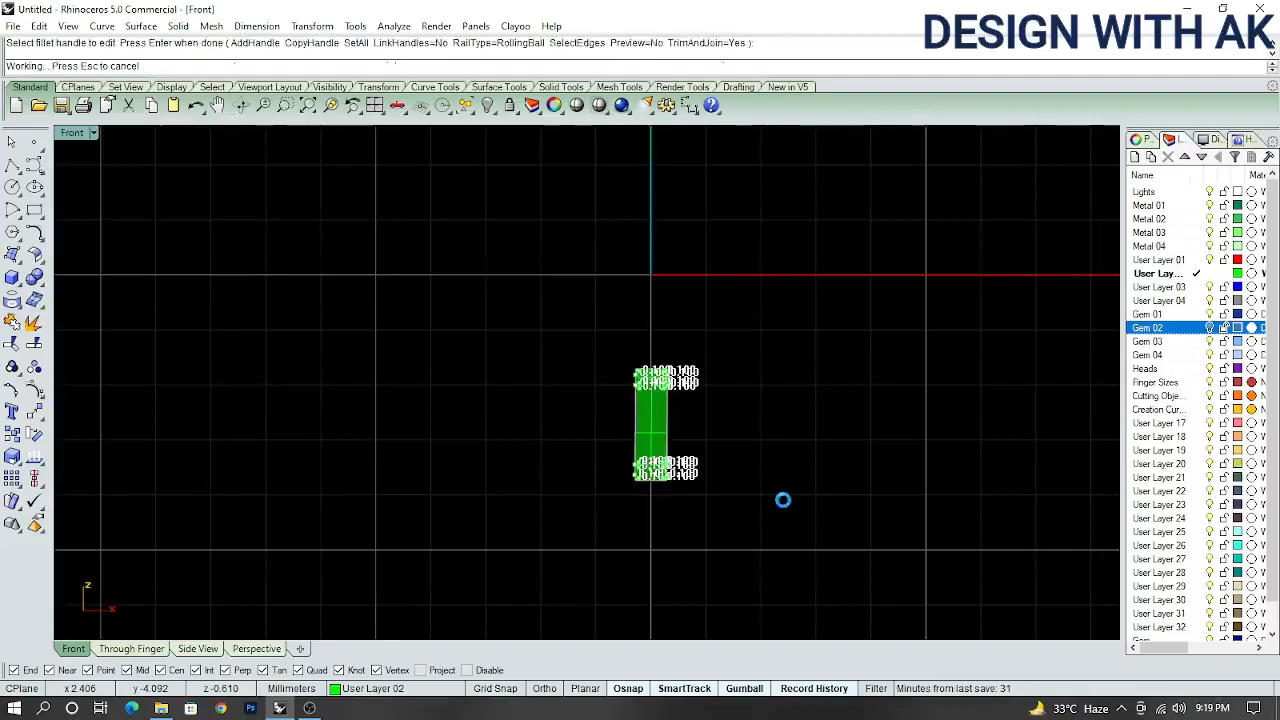 Untitled - Rhinoceros 5.0 Commercial - [Front]
DESIGN WITH AK
File Edit View Curve Surface Solid Mesh Dimension Transform Tools Analyze Render Panels Clayoo Help
Select fillet handle to edit. Press Enter when done ( AddHandle CopyHandle SetAll LinkHandles=No RailType=RollingBall SelectEdges Preview=No TrimAndJoin=Yes ):
Working... Press Esc to cancel
Standard CPlanes Set View Display Select Viewport Layout Visibility Transform Curve Tools Surface Tools Solid Tools Mesh Tools Render Tools Drafting New in V5
Front
Name Mate
Lights
Metal 01
Metal 02
Metal 03
Metal 04
User Layer 01
User Lay...
User Layer 03
User Layer 04
Gem 01
Gem 02
Gem 03
Gem 04
Heads
Finger Sizes
Cutting Obje...
Creation Cur...
User Layer 17
User Layer 18
User Layer 19
User Layer 20
User Layer 21
User Layer 22
User Layer 23
User Layer 24
User Layer 25
User Layer 26
User Layer 27
User Layer 28
User Layer 29
User Layer 30
User Layer 31
User Layer 32
z
x
Front Through Finger Side View Perspective
End Near Point Mid Cen Int Perp Tan Quad Knot Vertex Project Disable
CPlane x 2.406 y -4.092 z -0.610 Millimeters User Layer 02 Grid Snap Ortho Planar Osnap SmartTrack Gumball Record History Filter Minutes from last save: 31
33°C Haze 9:19 PM